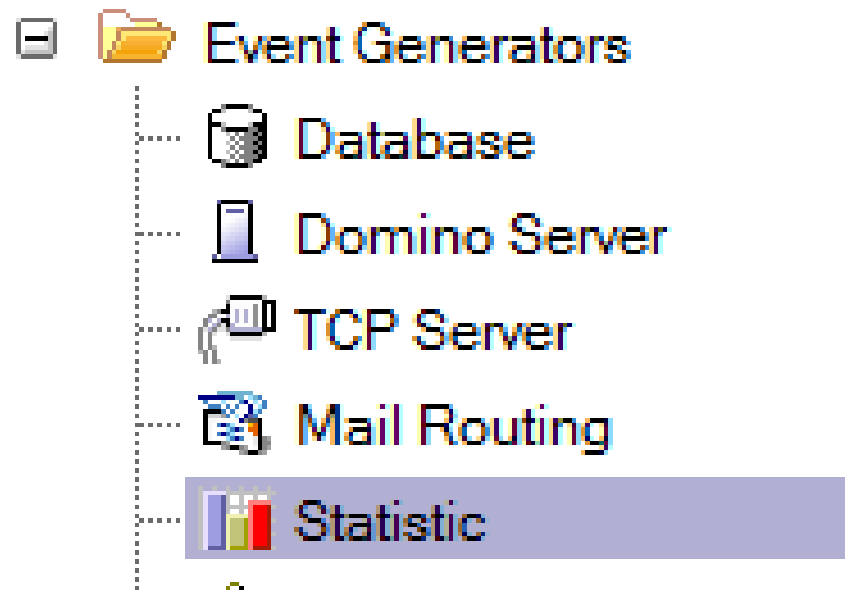 Event Generators
Database
Domino Server
TCP Server
Mail Routing
Statistic